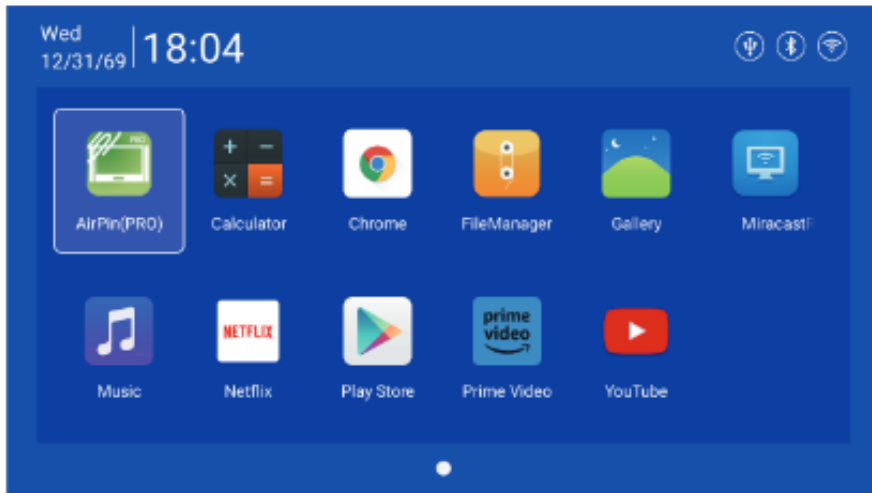 Wed
12/31/69
18:04
PRO
AirPin(PRO)
Calculator
Chrome
FileManager
Gallery
MiracastR
NETFLIX
prime
video
Music
Netflix
Play Store
Prime Video
YouTube